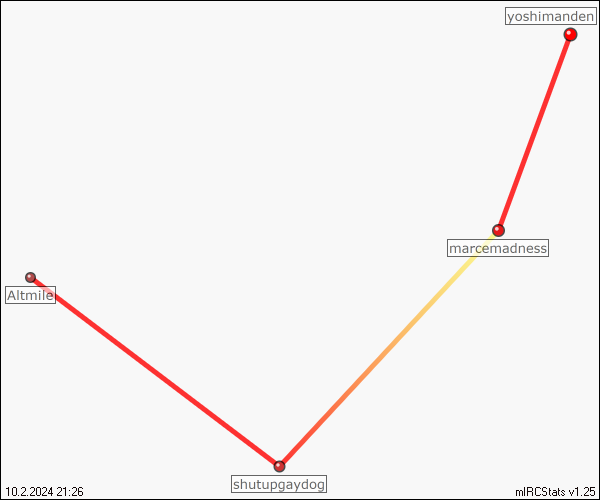 yoshimanden
marcemadness
Altmile
shutupgaydog
10.2.2024 21:26
mIRCStats v1.25